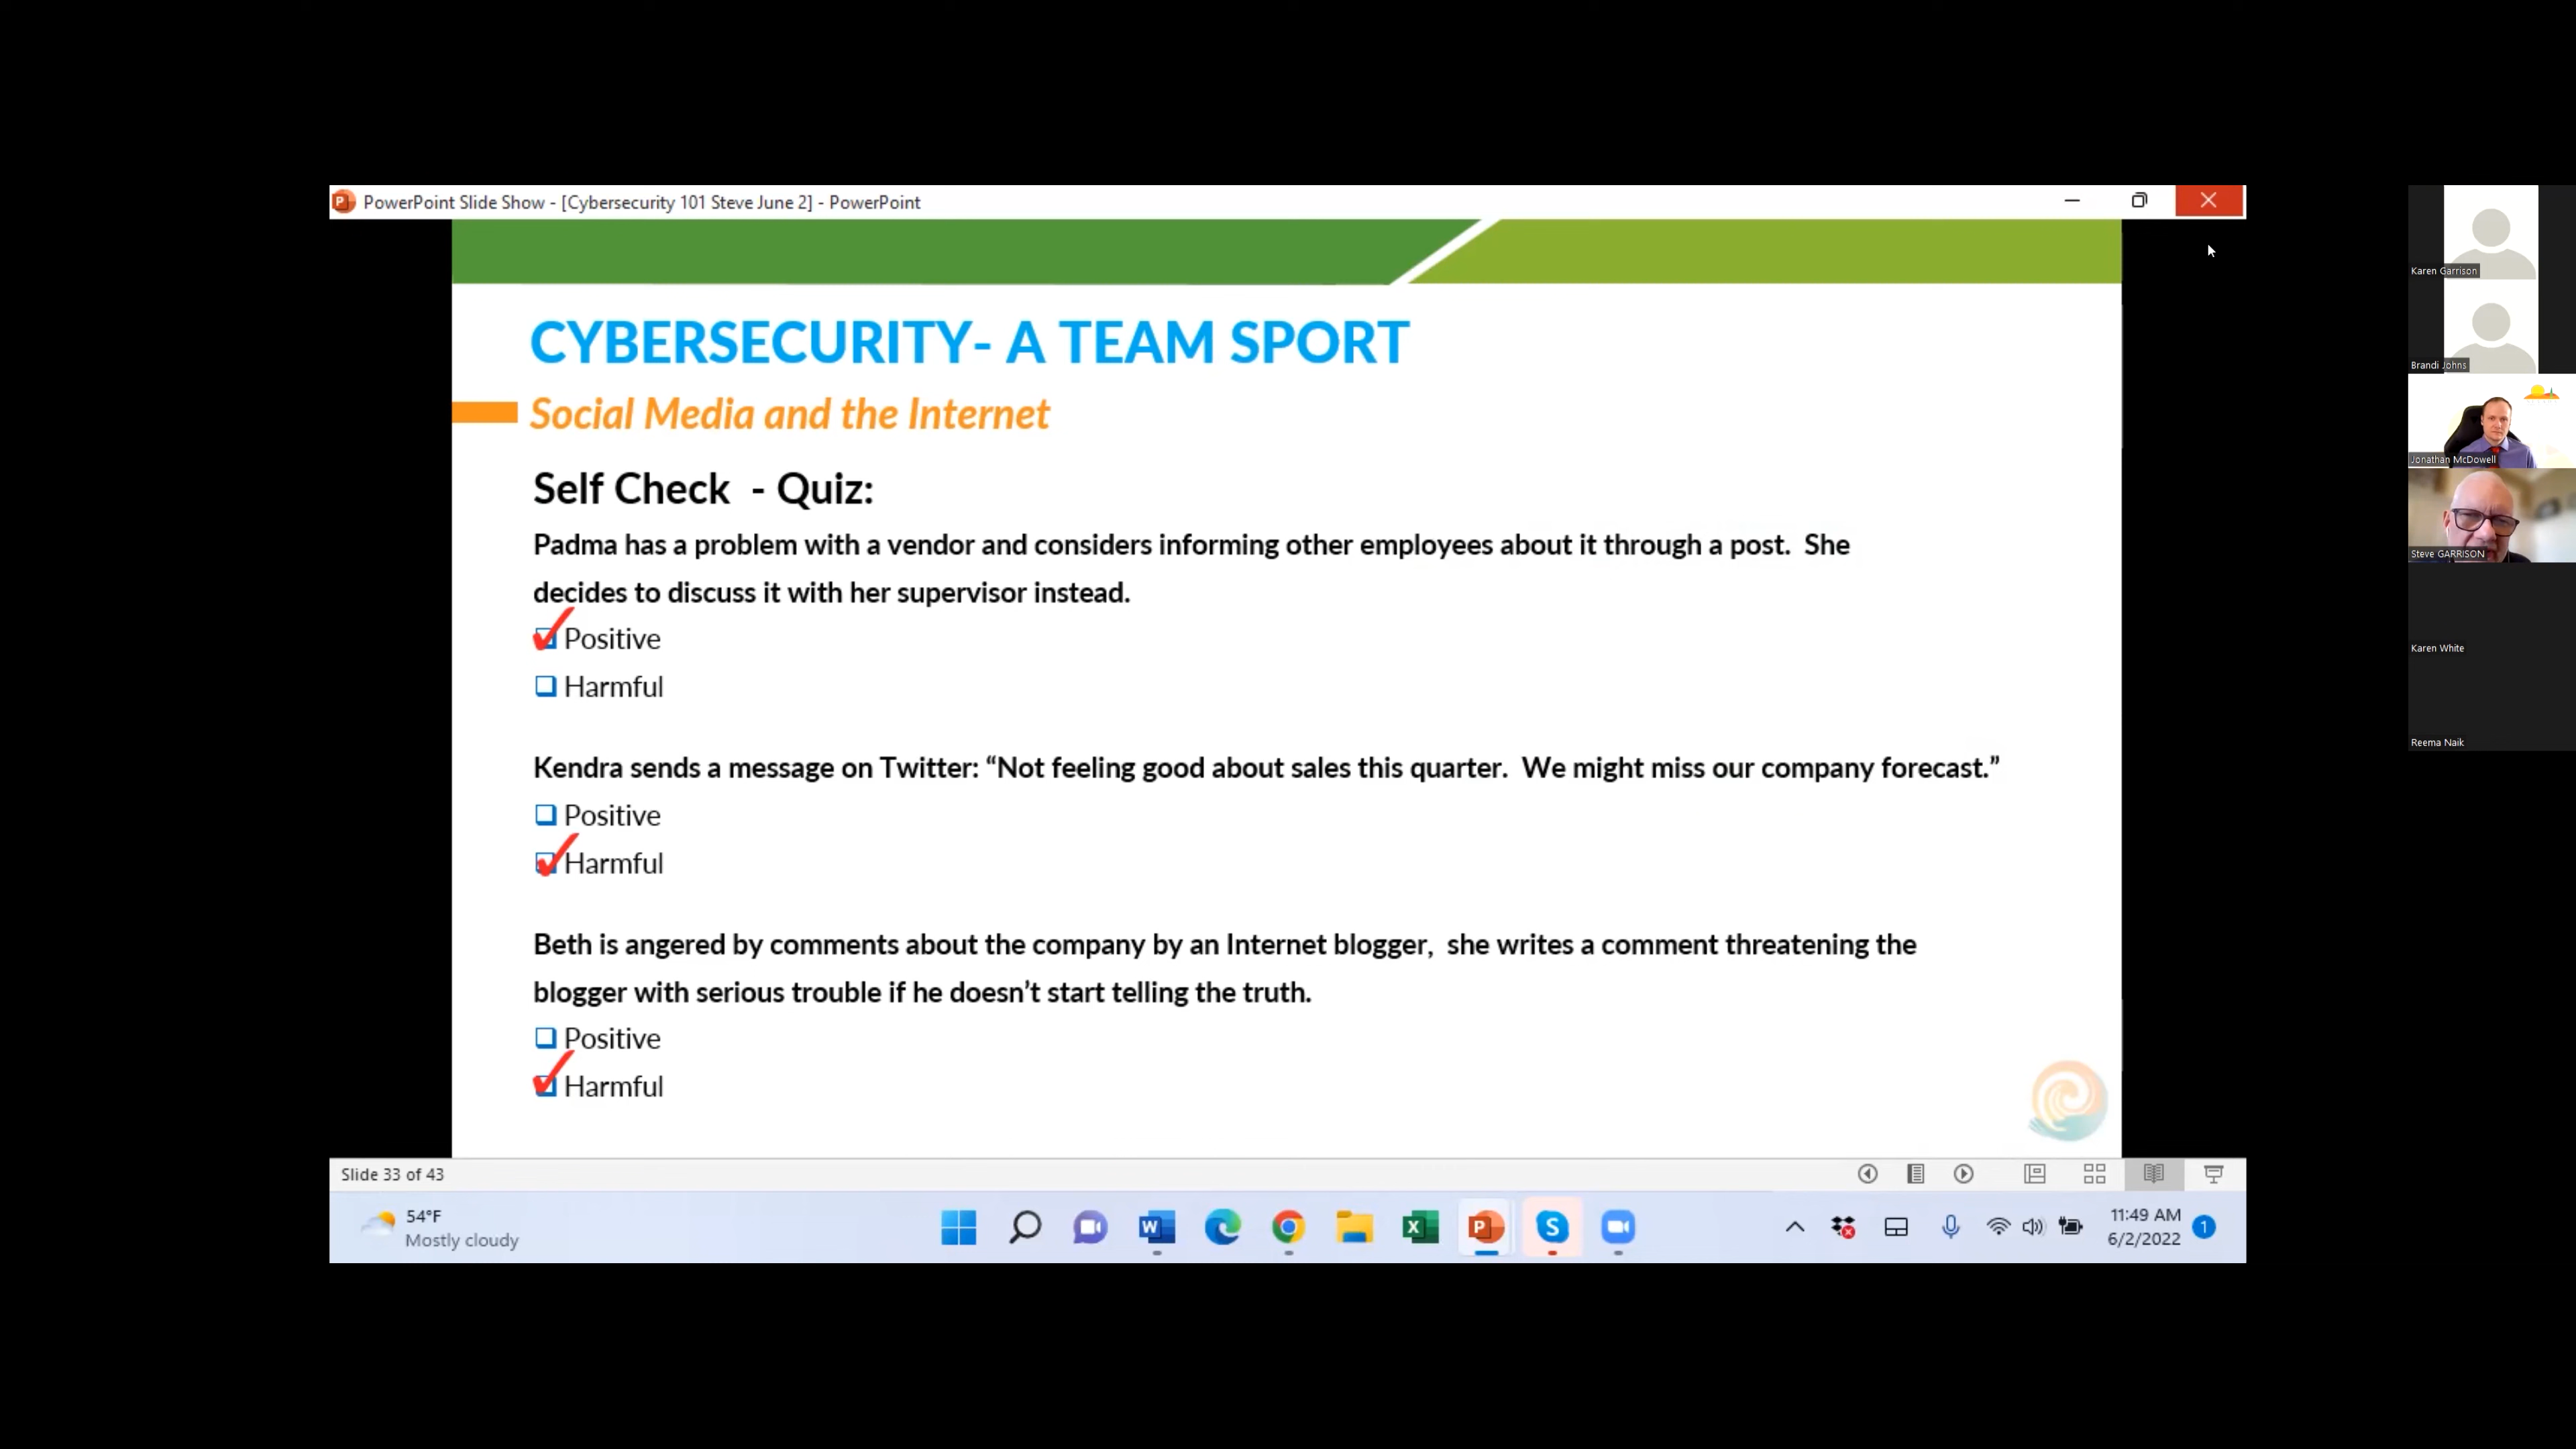 PowerPoint Slide Show - [Cybersecurity 101 Steve June 2] - PowerPoint
CYBERSECURITY- A TEAM SPORT
Social Media and the Internet
Self Check - Quiz:
Padma has a problem with a vendor and considers informing other employees about it through a post. She
decides to discuss it with her supervisor instead.
Positive
Harmful
Kendra sends a message on Twitter: “Not feeling good about sales this quarter. We might miss our company forecast.”
Positive
Harmful
Beth is angered by comments about the company by an Internet blogger, she writes a comment threatening the
blogger with serious trouble if he doesn’t start telling the truth.
Positive
Harmful
Slide 33 of 43
54°F
Mostly cloudy
11:49 AM
6/2/2022
1
Karen Garrison
Brandi Johns
Jonathan McDowell
Steve GARRISON
Karen White
Reema Naik